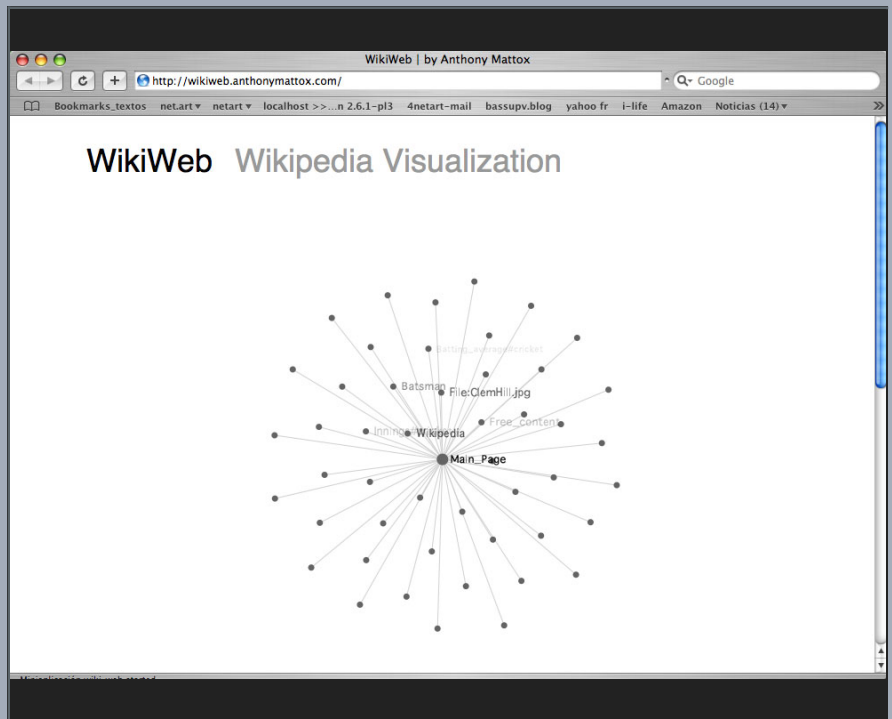 WikiWeb | by Anthony Mattox
http://wikiweb.anthonymattox.com/
Google
Bookmarks_textos net.art netart localhost >>...n 2.6.1-pl3 4netart-mail bassupv.blog yahoo fr i-life Amazon Noticias (14)
WikiWeb Wikipedia Visualization
Batting_average#cricket
Batsman
File:ClemHill.jpg
Free_content
Wikipedia
Main_Page